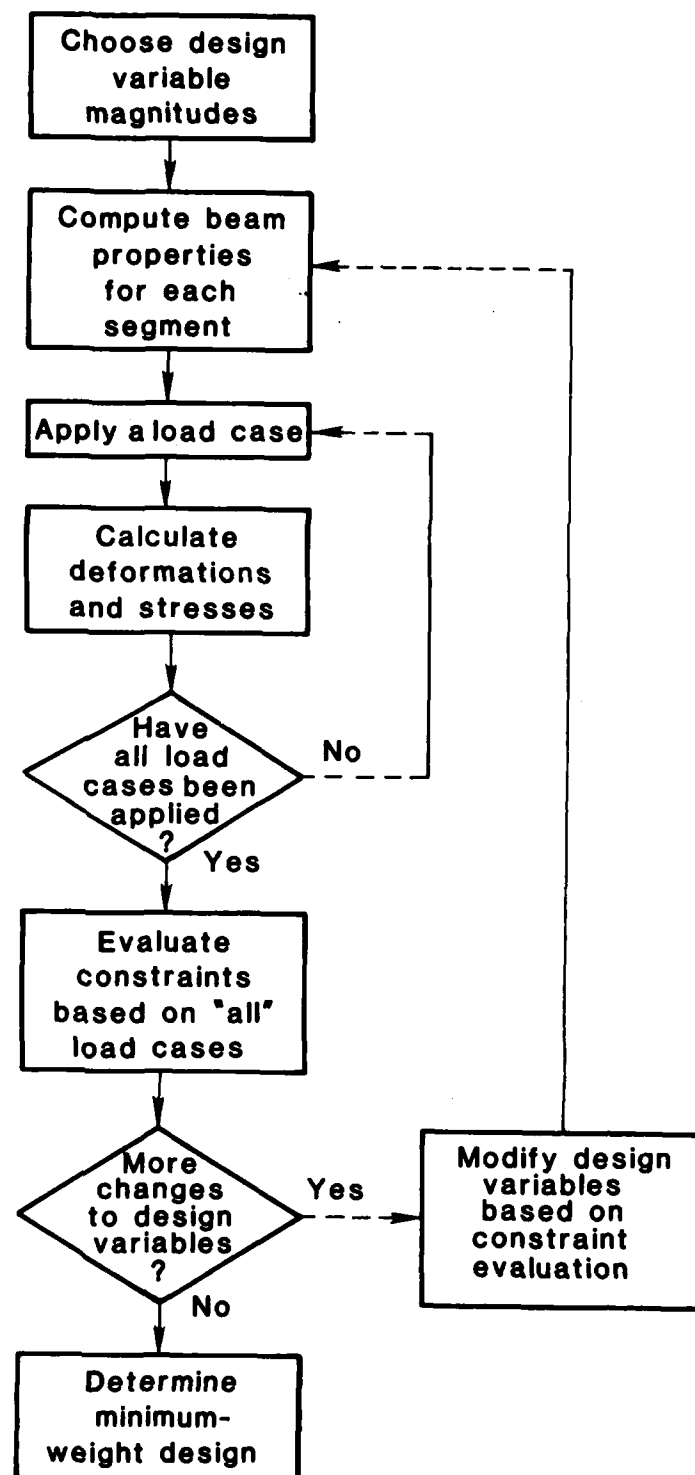 Choose design
variable
magnitudes
Compute beam
properties
for each
segment
Apply a load case
Calculate
deformations
and stresses
Have
all load
cases been
applied
?
No
Yes
Evaluate
constraints
based on "all"
load cases
More
changes
to design
variables
?
Yes
No
Modify design
variables
based on
constraint
evaluation
Determine
minimum-
weight design